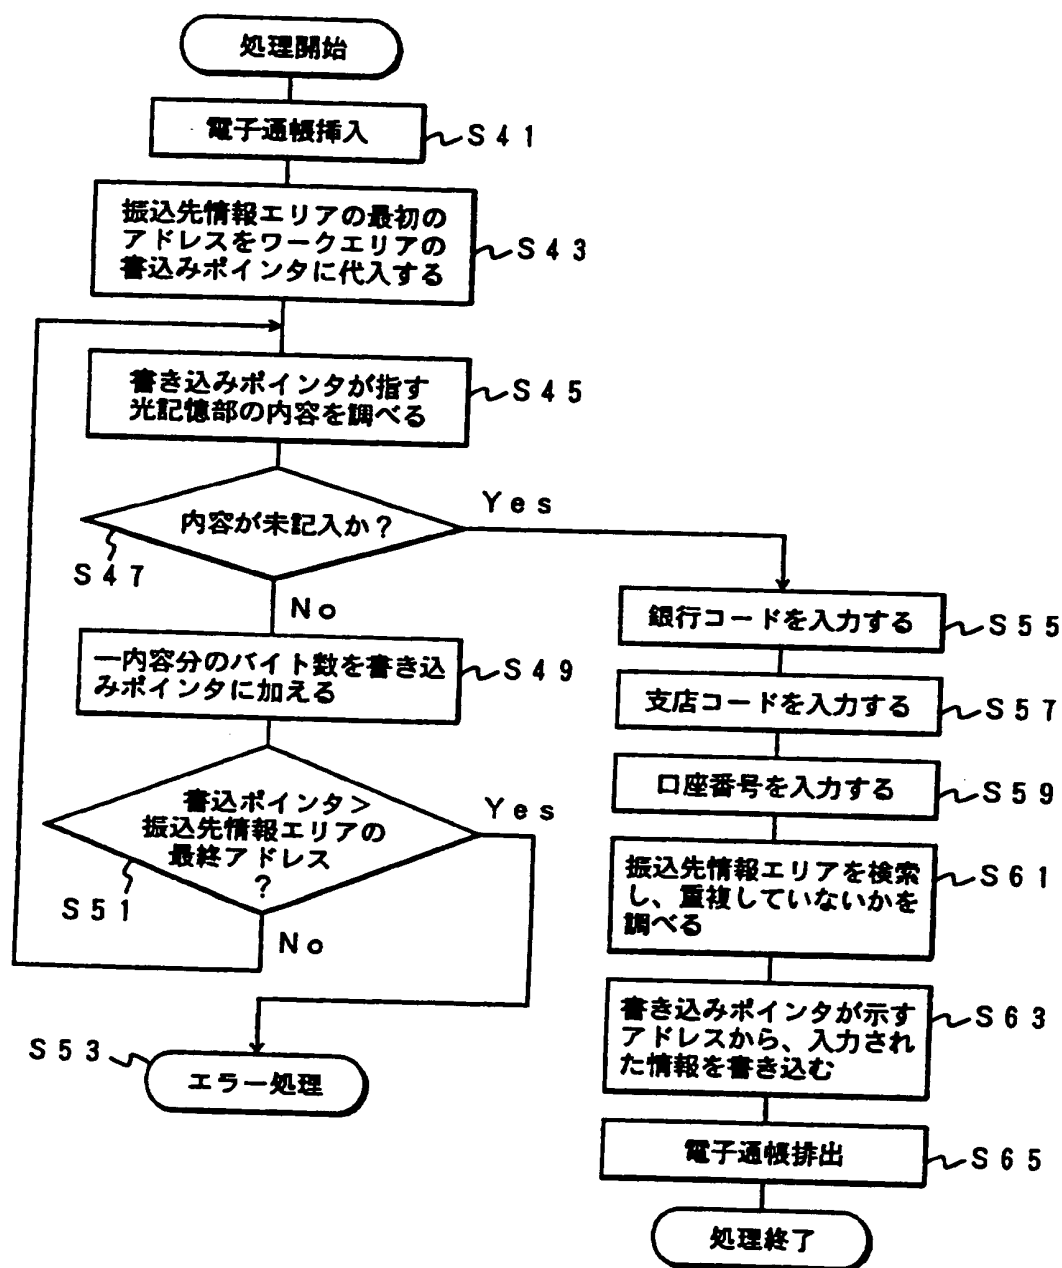 処理開始
電子通帳挿入
S41
振込先情報エリアの最初の
アドレスをワークエリアの
書込みポインタに代入する
S43
書き込みポインタが指す
光記憶部の内容を調べる
S45
内容が未記入か?
Yes
S47
No
一内容分のバイト数を書き込
みポインタに加える
S49
書込ポインタ>
振込先情報エリアの
最終アドレス
?
Yes
S51
No
S53
エラー処理
銀行コードを入力する
S55
支店コードを入力する
S57
口座番号を入力する
S59
振込先情報エリアを検索
し、重複していないかを
調べる
S61
書き込みポインタが示す
アドレスから、入力され
た情報を書き込む
S63
電子通帳排出
S65
処理終了